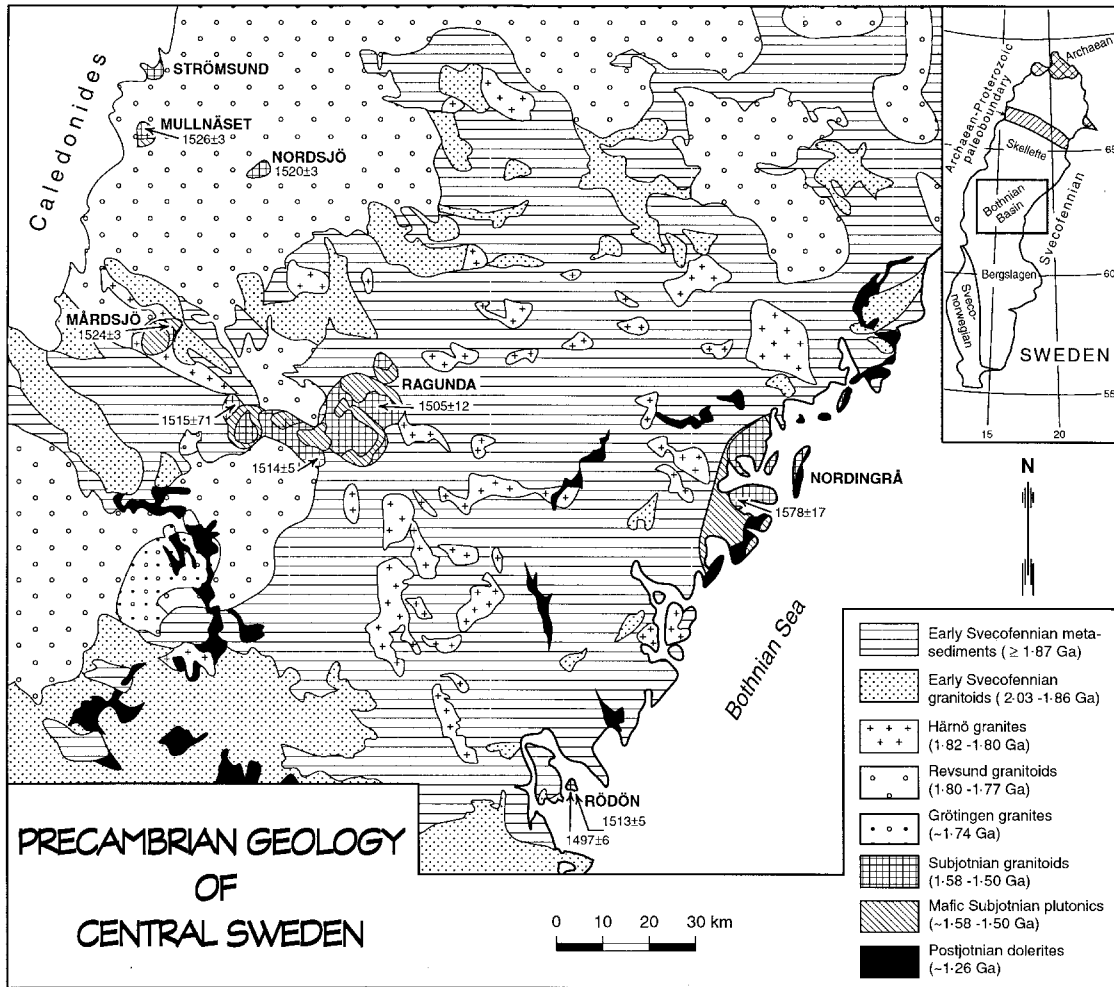 Caledonides
STRÖMSUND
MULLNÄSET
1526±3
NORDSJÖ
1520±3
MÅRDSJÖ
1524±3
RAGUNDA
1505±12
1515±71
1514±5
NORDINGRÅ
1578±17
Bothnian Sea
RÖDÖN
1513±5
1497±6
PRECAMBRIAN GEOLOGY
OF
CENTRAL SWEDEN
0 10 20 30 km
Archaean-Proterozoic
paleoboundary
Archaean
Skellefte
65
Bothnian
Basin
Svecofennian
Bergslagen
60
Sveco-
norwegian
SWEDEN
55
15 20
N
Early Svecofennian meta-
sediments (≥ 1·87 Ga)
Early Svecofennian
granitoids (2·03 -1·86 Ga)
Härnö granites
(1·82 -1·80 Ga)
Revsund granitoids
(1·80 -1·77 Ga)
Grötingen granites
(~1·74 Ga)
Subjotnian granitoids
(1·58 -1·50 Ga)
Mafic Subjotnian plutonics
(~1·58 -1·50 Ga)
Postjotnian dolerites
(~1·26 Ga)